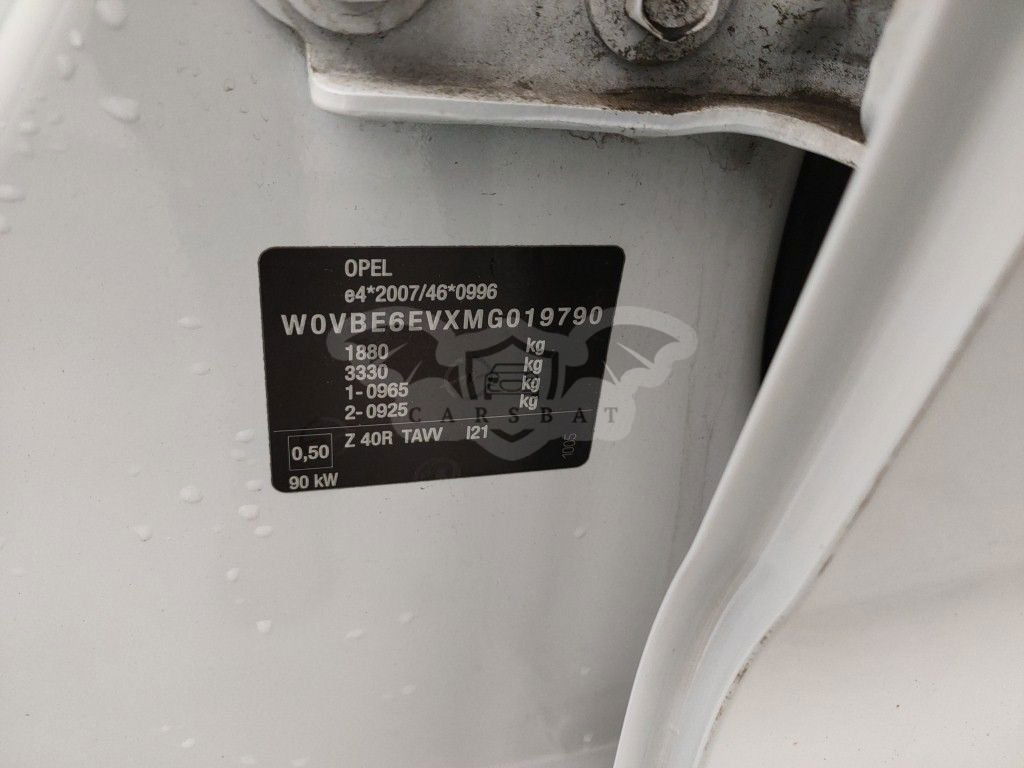 OPEL
e4*2007/46*0996
W0VBE6EVXMG019790
1880 kg
3330 kg
1-0965 kg
2-0925 kg
CARSBAT
0,50 Z 40R TAVV I21
1005
90 kW